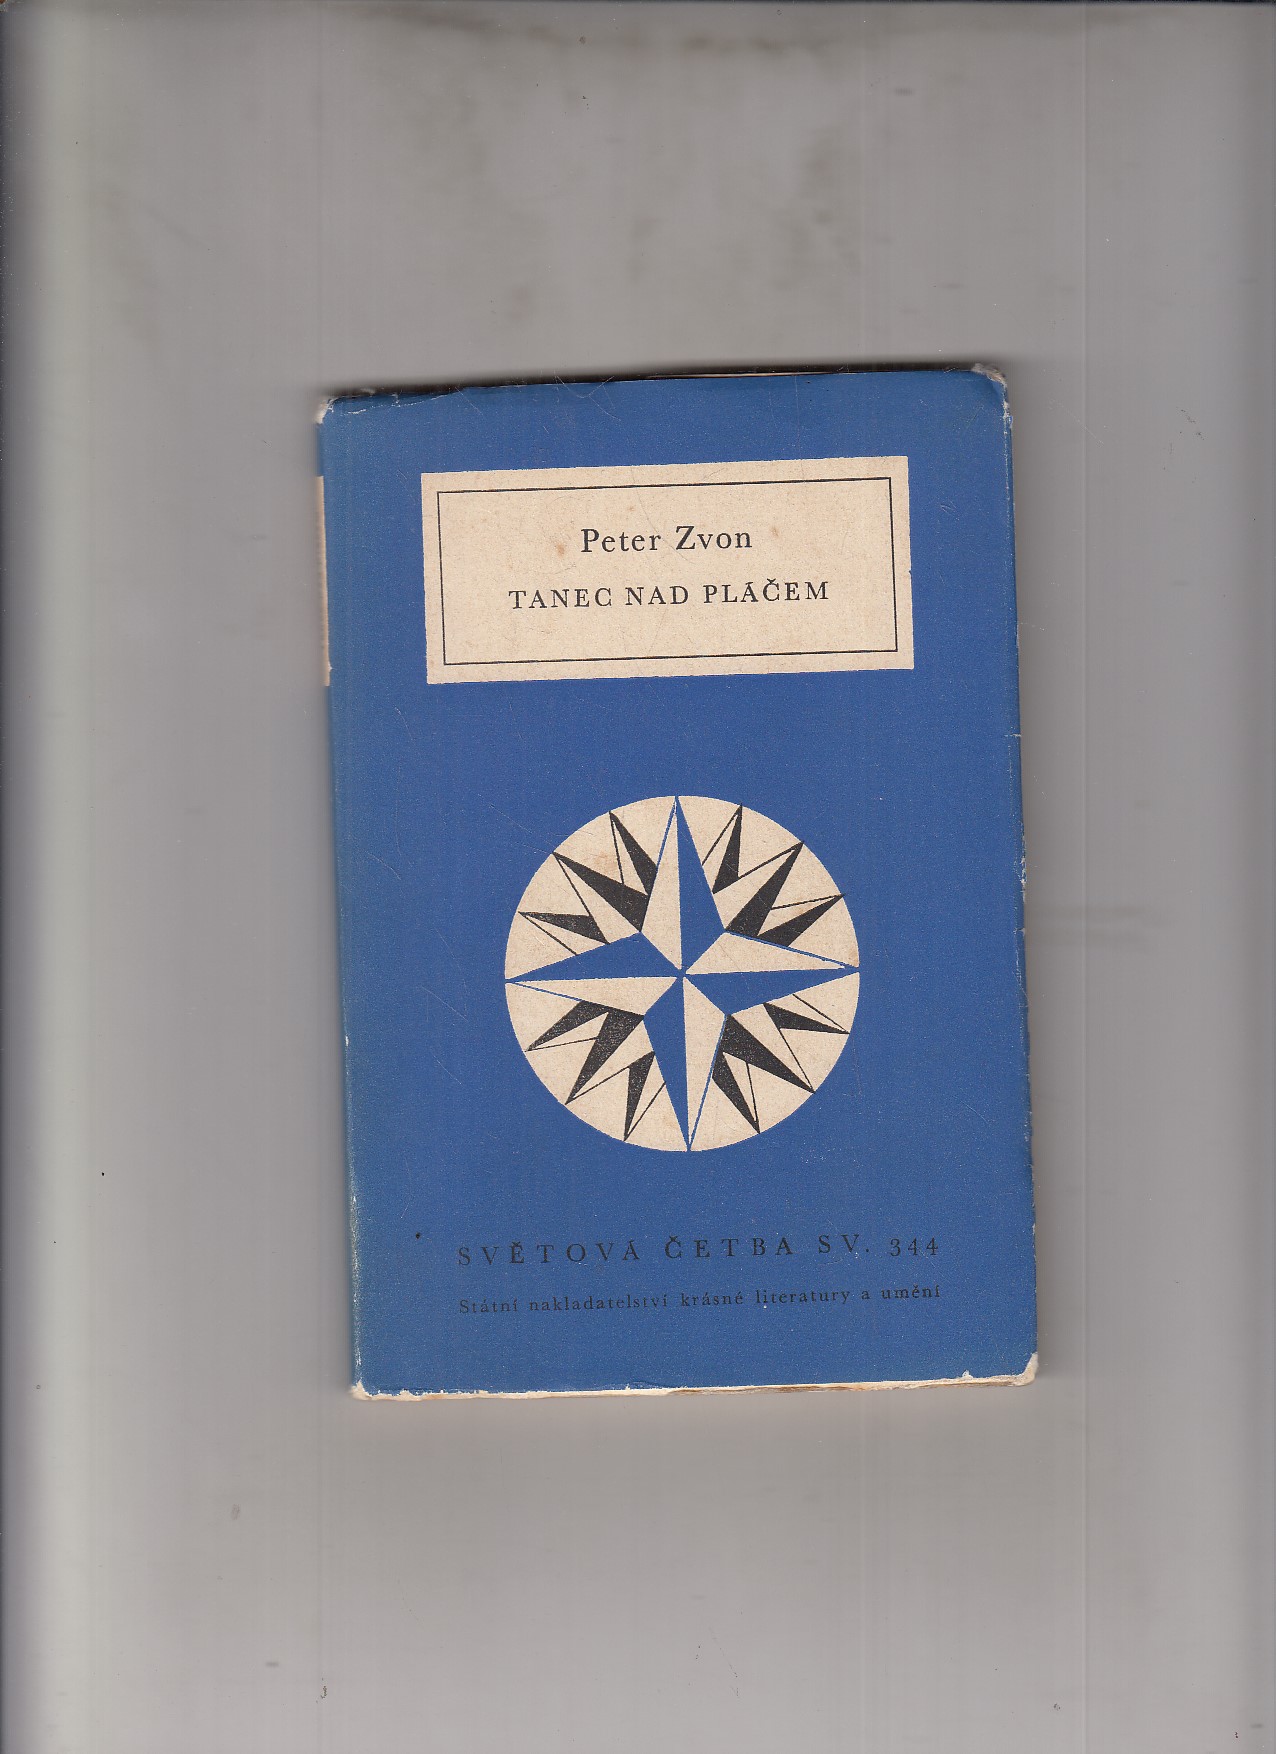 Peter Zvon
TANEC NAD PLÁČEM
SVĚTOVÁ ČETBA SV. 344
Státní nakladatelství krásné literatury a umění